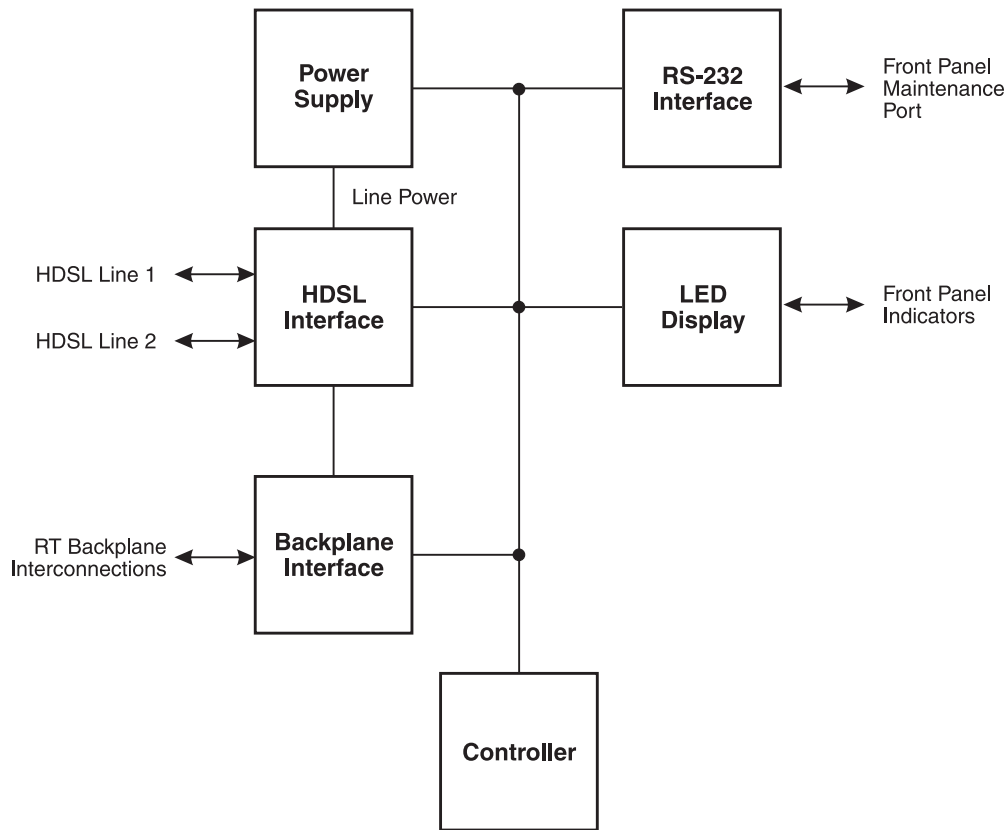 Power
Supply
RS-232
Interface
Front Panel
Maintenance
Port
Line Power
HDSL Line 1
HDSL Line 2
HDSL
Interface
LED
Display
Front Panel
Indicators
RT Backplane
Interconnections
Backplane
Interface
Controller